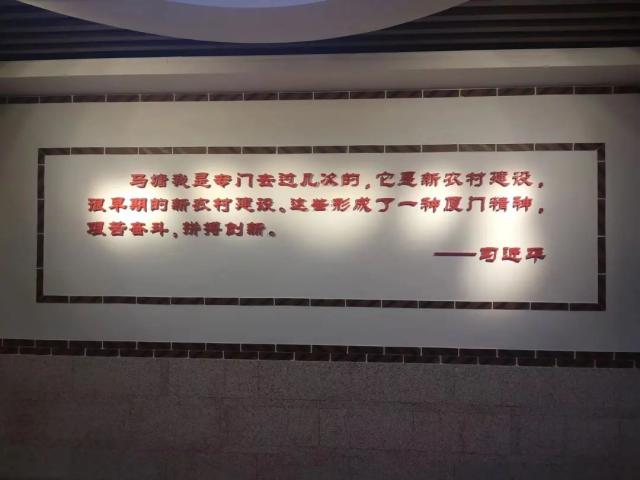 马塘我是专门去过几次的，它是新农村建设，
很早期的新农村建设。这些形成了一种厦门精神，
艰苦奋斗、拼搏创新。
——习近平